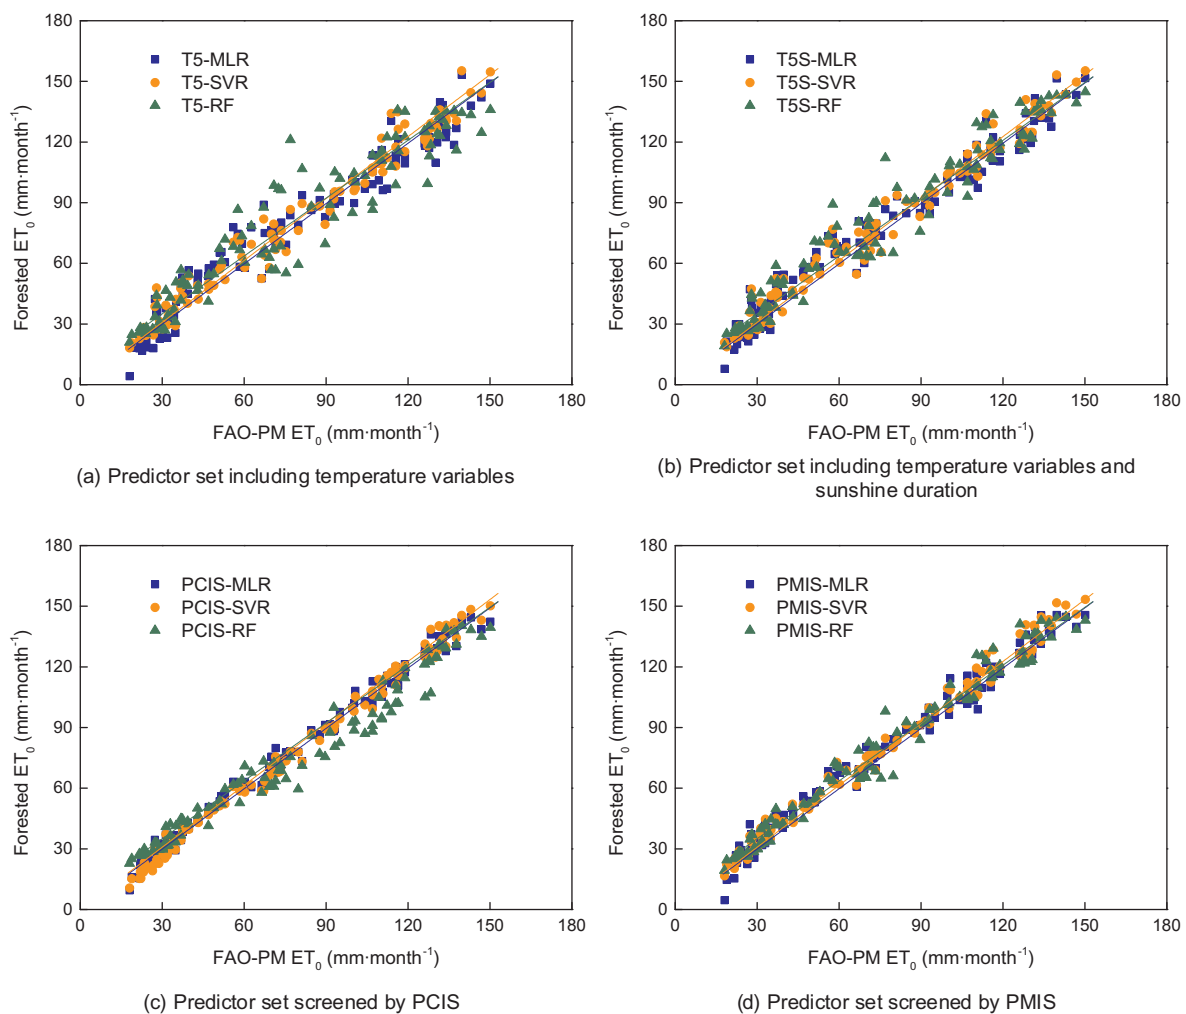 180
150
120
90
60
30
0
Forested ET0 (mm·month-1)
T5-MLR
T5-SVR
T5-RF
0 30 60 90 120 150 180
FAO-PM ET0 (mm·month-1)
(a) Predictor set including temperature variables
180
150
120
90
60
30
0
Forested ET0 (mm·month-1)
T5S-MLR
T5S-SVR
T5S-RF
0 30 60 90 120 150 180
FAO-PM ET0 (mm·month-1)
(b) Predictor set including temperature variables and
sunshine duration
180
150
120
90
60
30
0
Forested ET0 (mm·month-1)
PCIS-MLR
PCIS-SVR
PCIS-RF
0 30 60 90 120 150 180
FAO-PM ET0 (mm·month-1)
(c) Predictor set screened by PCIS
180
150
120
90
60
30
0
Forested ET0 (mm·month-1)
PMIS-MLR
PMIS-SVR
PMIS-RF
0 30 60 90 120 150 180
FAO-PM ET0 (mm·month-1)
(d) Predictor set screened by PMIS